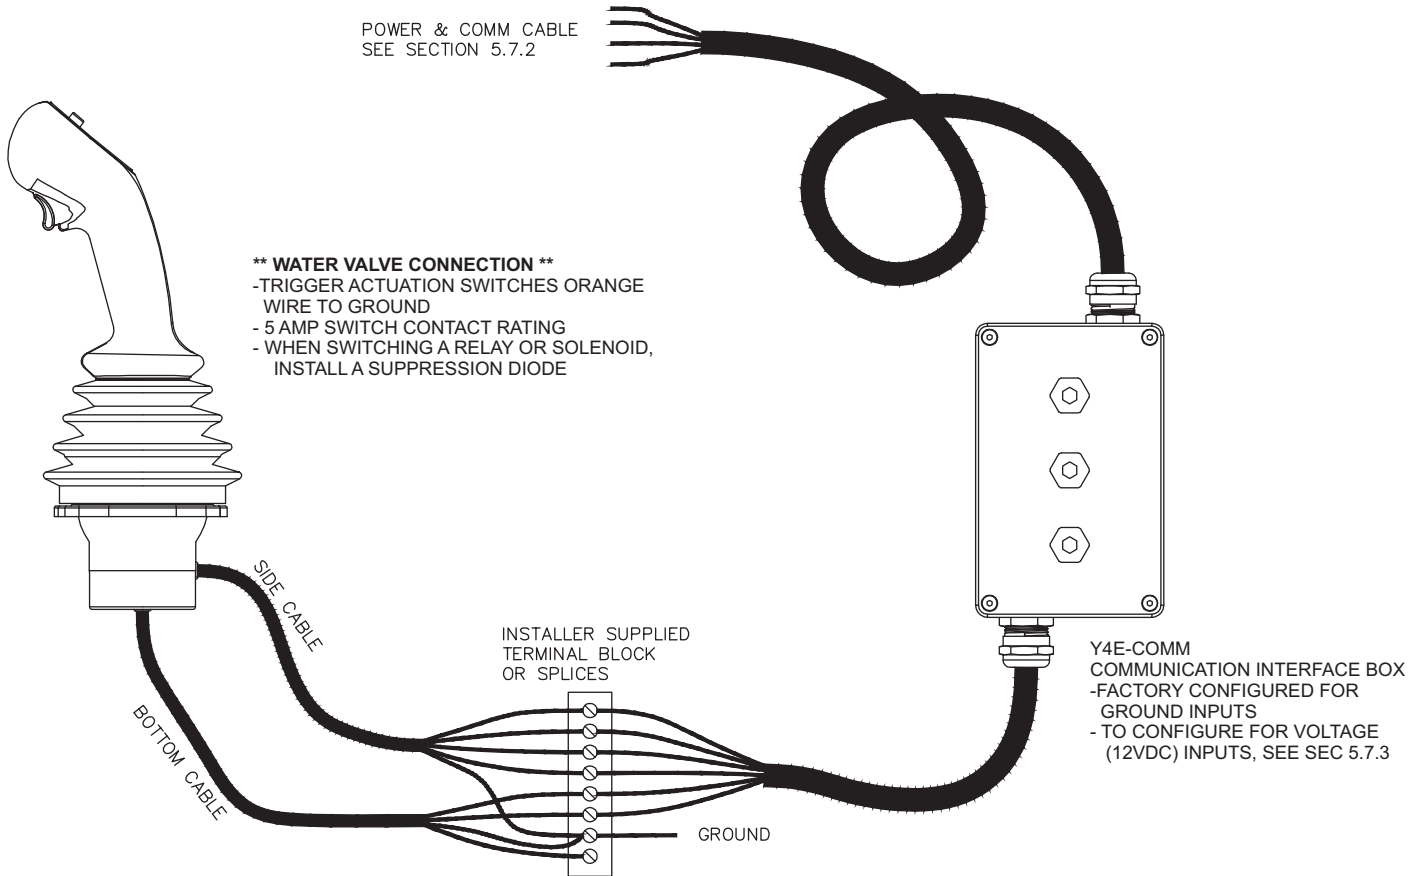 POWER & COMM CABLE
SEE SECTION 5.7.2
** WATER VALVE CONNECTION **
-TRIGGER ACTUATION SWITCHES ORANGE
WIRE TO GROUND
- 5 AMP SWITCH CONTACT RATING
- WHEN SWITCHING A RELAY OR SOLENOID,
INSTALL A SUPPRESSION DIODE
SIDE CABLE
BOTTOM CABLE
INSTALLER SUPPLIED
TERMINAL BLOCK
OR SPLICES
GROUND
Y4E-COMM
COMMUNICATION INTERFACE BOX
-FACTORY CONFIGURED FOR
GROUND INPUTS
- TO CONFIGURE FOR VOLTAGE
(12VDC) INPUTS, SEE SEC 5.7.3